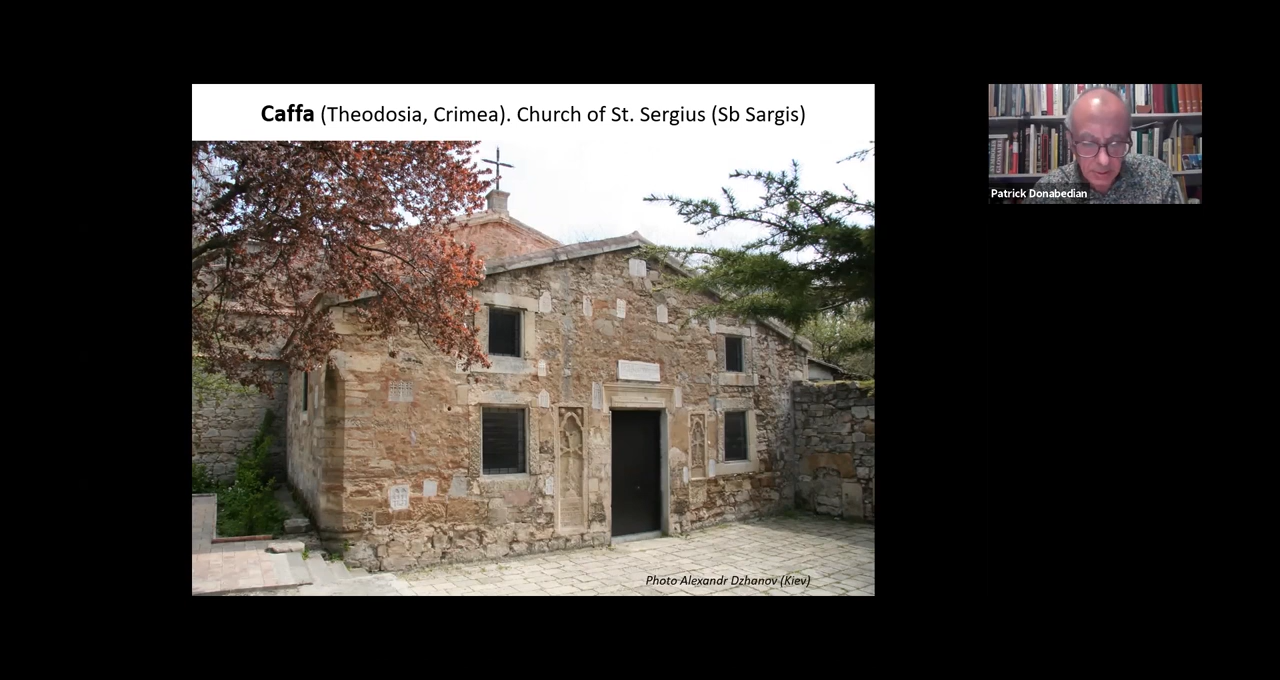 Caffa (Theodosia, Crimea). Church of St. Sergius (Sb Sargis)
Patrick Donabedian
Photo Alexandr Dzhanov (Kiev)